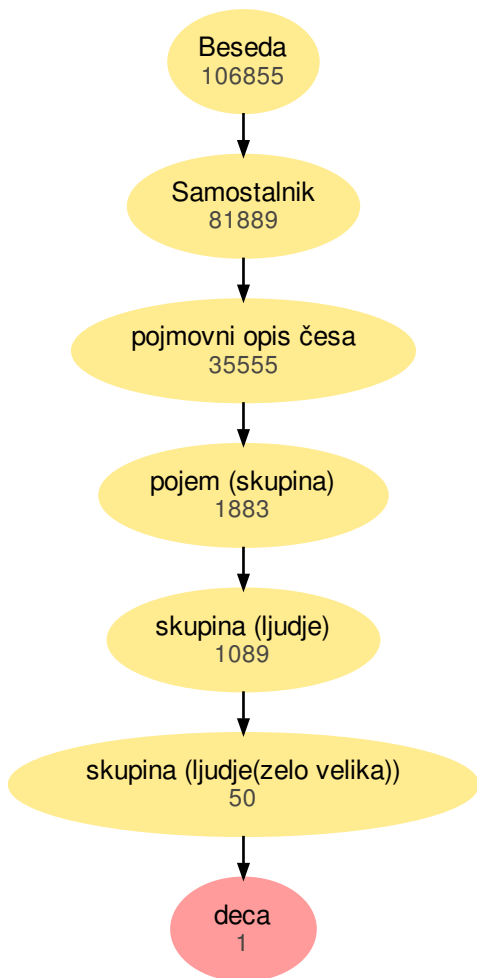 Beseda
106855
Samostalnik
81889
pojmovni opis česa
35555
pojem (skupina)
1883
skupina (ljudje)
1089
skupina (ljudje(zelo velika))
50
deca
1